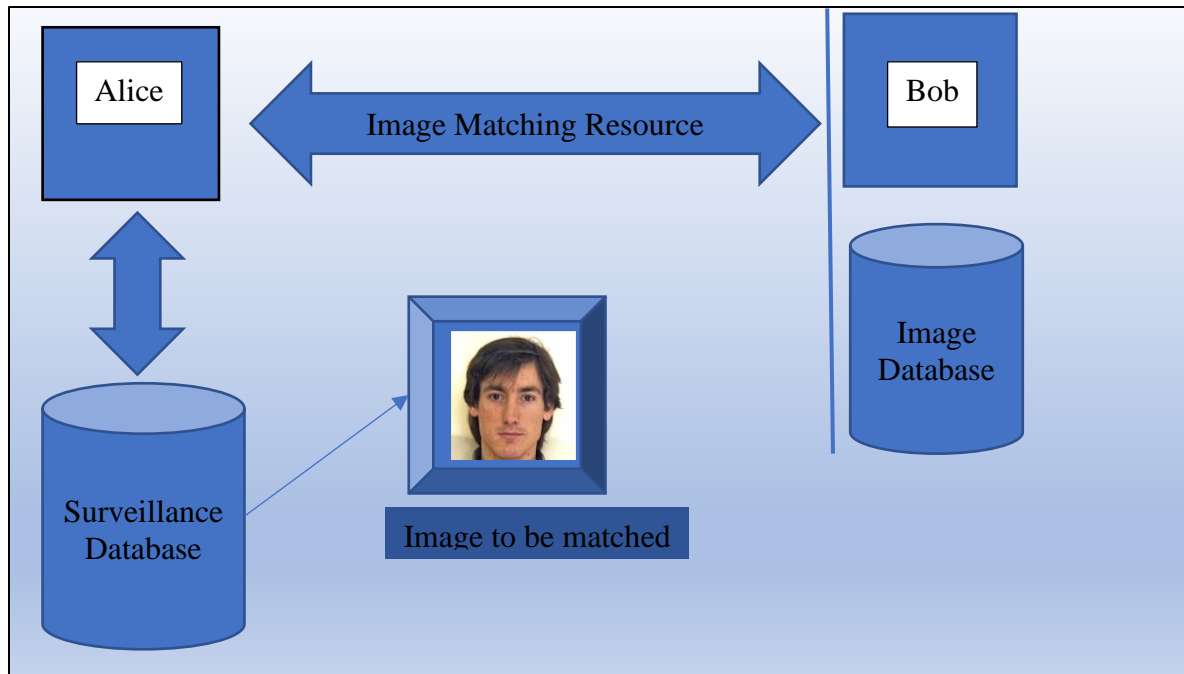 Alice
Image Matching Resource
Bob
Image
Database
Surveillance
Database
Image to be matched